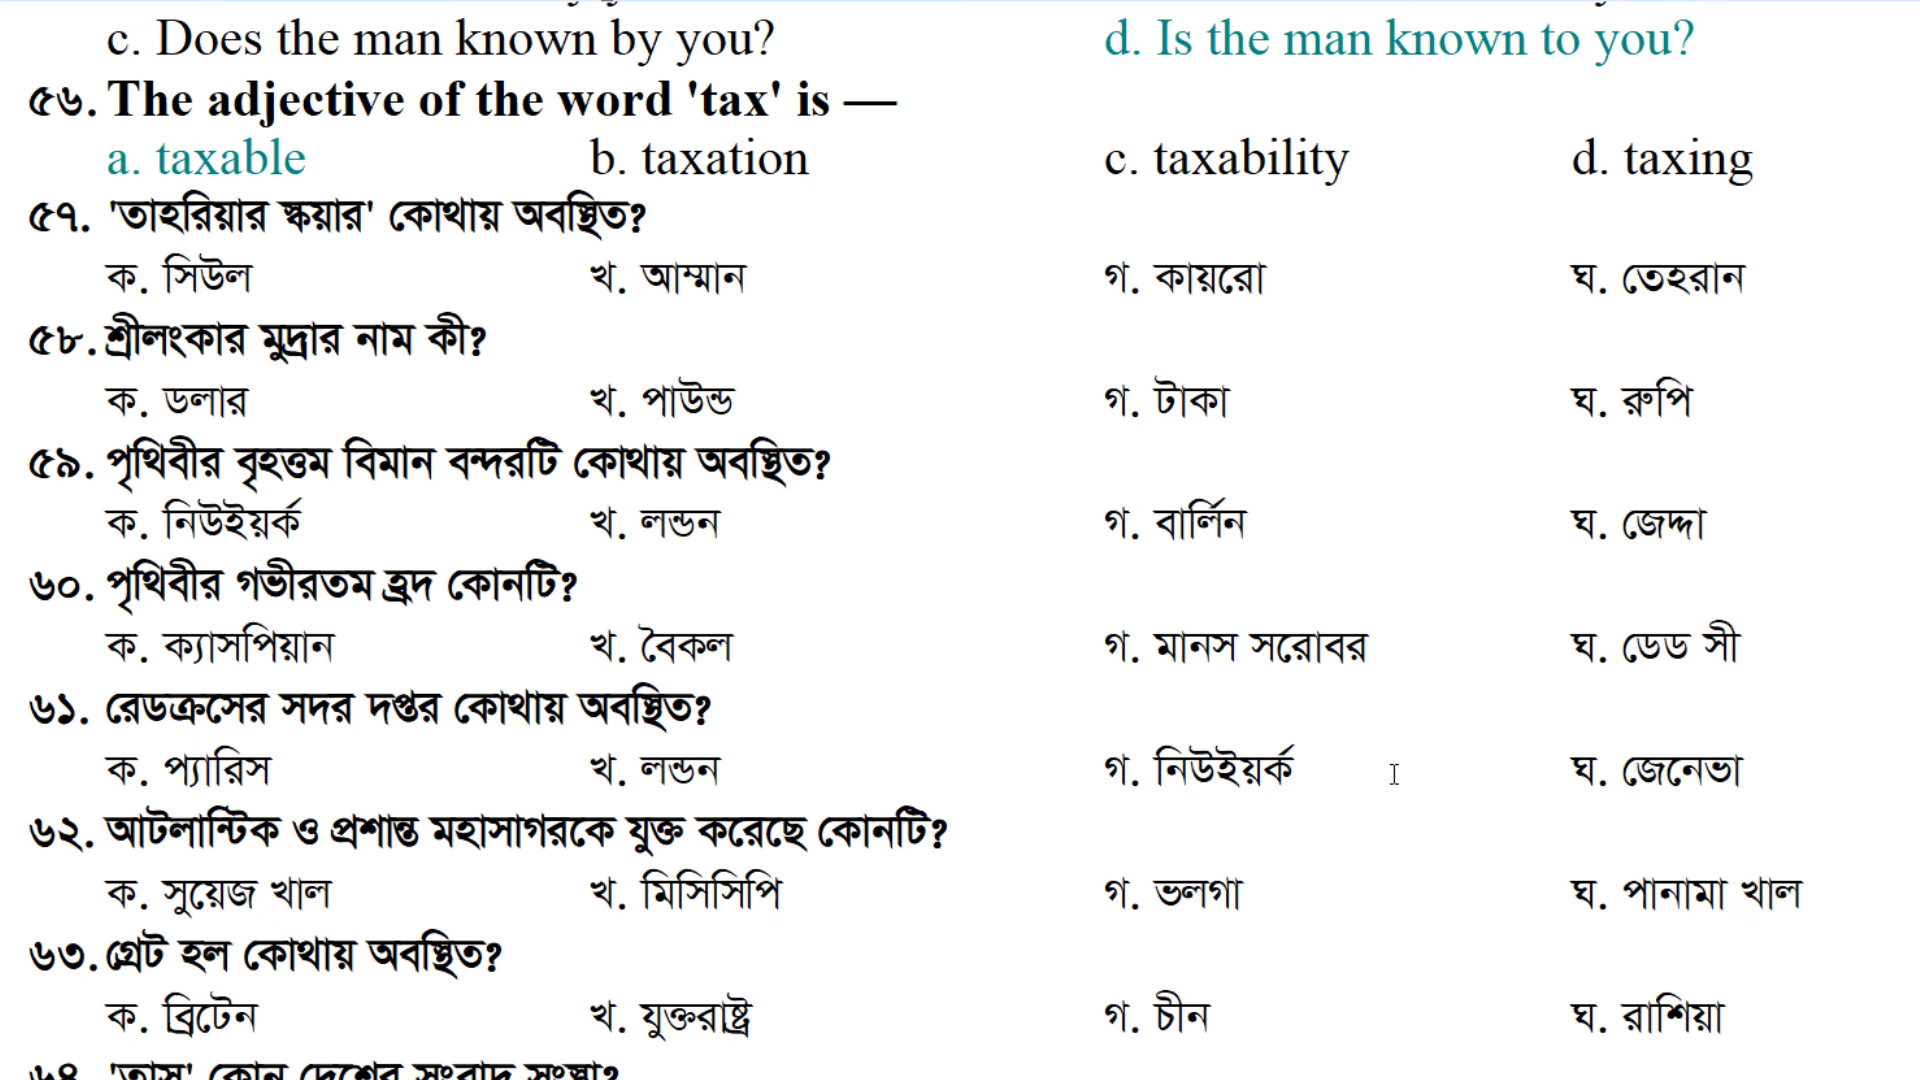 c. Does the man known by you? d. Is the man known to you?
৫৬. The adjective of the word 'tax' is —
a. taxable b. taxation c. taxability d. taxing
৫৭. 'তাহরিয়ার স্কয়ার' কোথায় অবস্থিত?
ক. সিউল খ. আম্মান গ. কায়রো ঘ. তেহরান
৫৮. শ্রীলংকার মুদ্রার নাম কী?
ক. ডলার খ. পাউন্ড গ. টাকা ঘ. রুপি
৫৯. পৃথিবীর বৃহত্তম বিমান বন্দরটি কোথায় অবস্থিত?
ক. নিউইয়র্ক খ. লন্ডন গ. বার্লিন ঘ. জেদ্দা
৬০. পৃথিবীর গভীরতম হ্রদ কোনটি?
ক. ক্যাসপিয়ান খ. বৈকল গ. মানস সরোবর ঘ. ডেড সী
৬১. রেডক্রসের সদর দপ্তর কোথায় অবস্থিত?
ক. প্যারিস খ. লন্ডন গ. নিউইয়র্ক ঘ. জেনেভা
৬২. আটলান্টিক ও প্রশান্ত মহাসাগরকে যুক্ত করেছে কোনটি?
ক. সুয়েজ খাল খ. মিসিসিপি গ. ভলগা ঘ. পানামা খাল
৬৩. গ্রেট হল কোথায় অবস্থিত?
ক. ব্রিটেন খ. যুক্তরাষ্ট্র গ. চীন ঘ. রাশিয়া
৬৪. 'তাস' কোন দেশের সংবাদ সংস্থা?